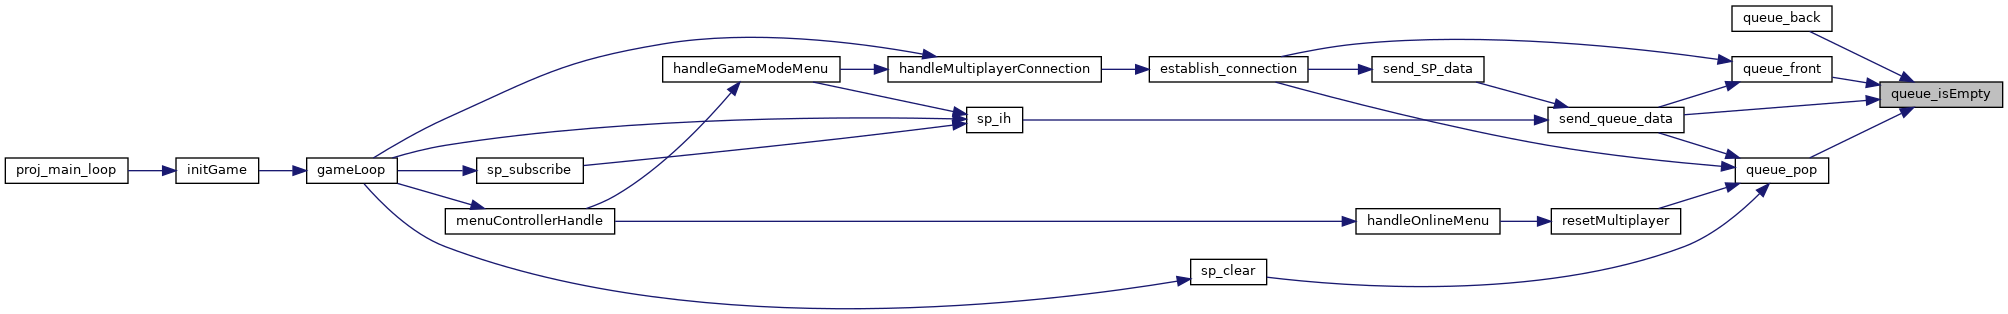 queue_back
handleGameModeMenu
handleMultiplayerConnection
establish_connection
send_SP_data
queue_front
queue_isEmpty
sp_ih
send_queue_data
proj_main_loop
initGame
gameLoop
sp_subscribe
queue_pop
menuControllerHandle
handleOnlineMenu
resetMultiplayer
sp_clear